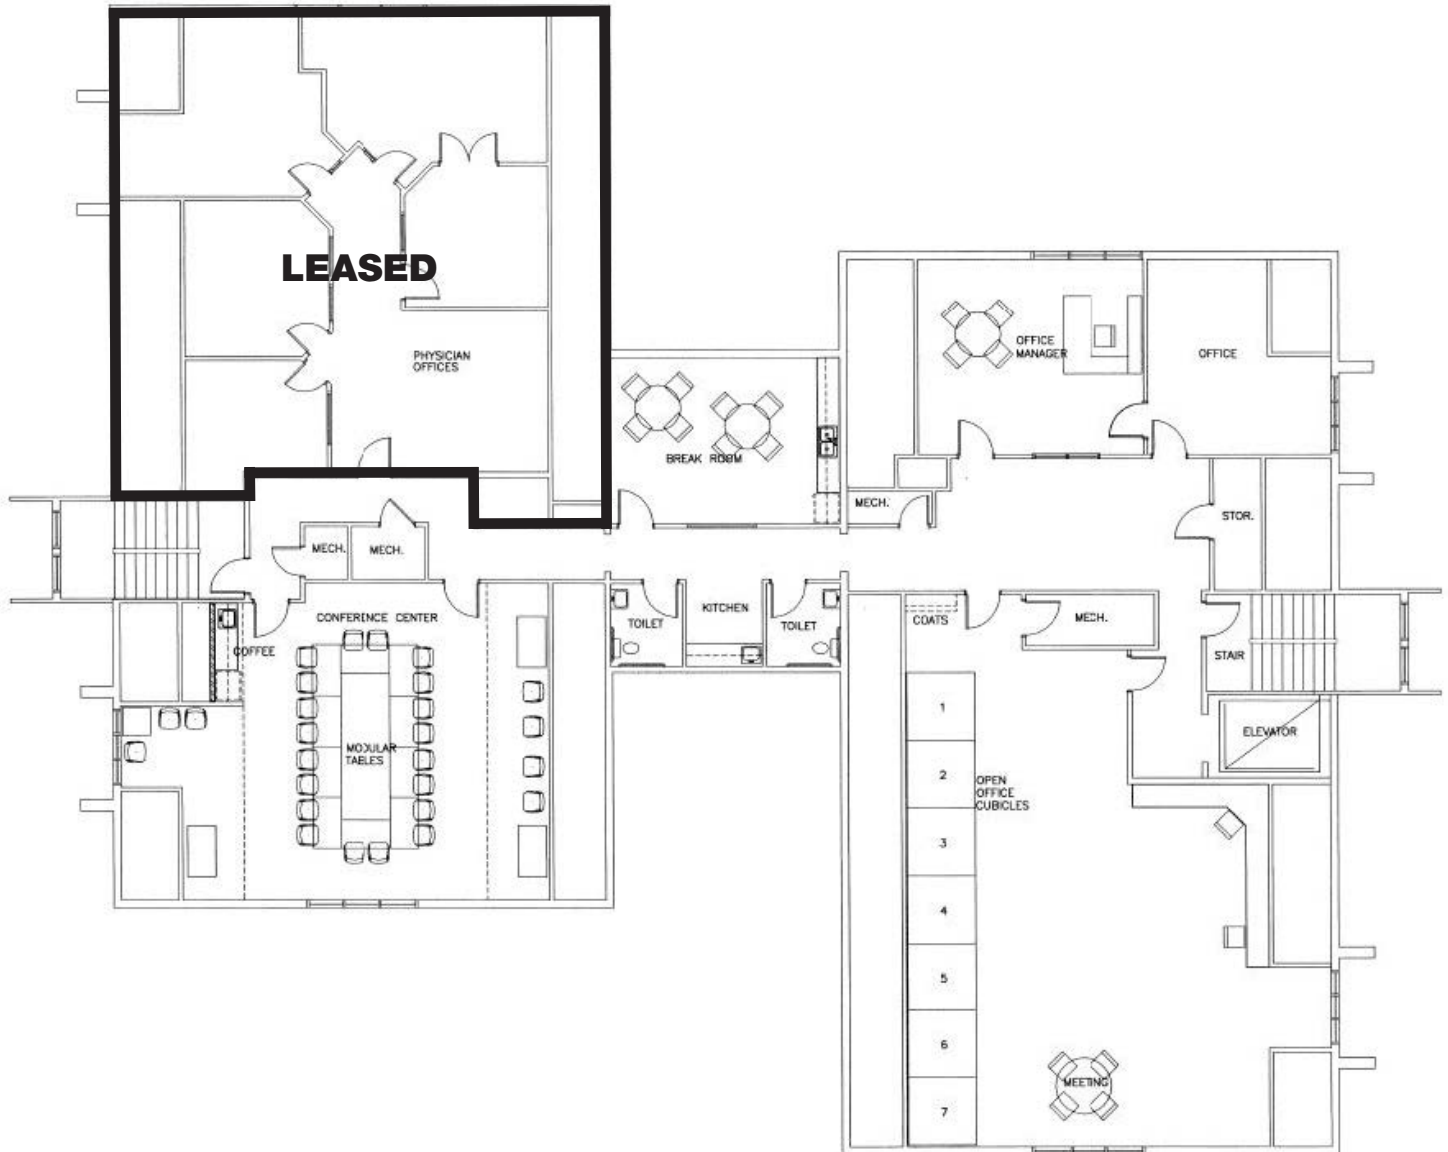 LEASED
PHYSICIAN
OFFICES
OFFICE
MANAGER
OFFICE
BREAK ROOM
MECH.
STOR.
MECH.
MECH.
CONFERENCE CENTER
COFFEE
MODULAR
TABLES
TOILET
KITCHEN
TOILET
COATS
MECH.
STAIR
ELEVATOR
1
2
OPEN
OFFICE
CUBICLES
3
4
5
6
7
MEETING